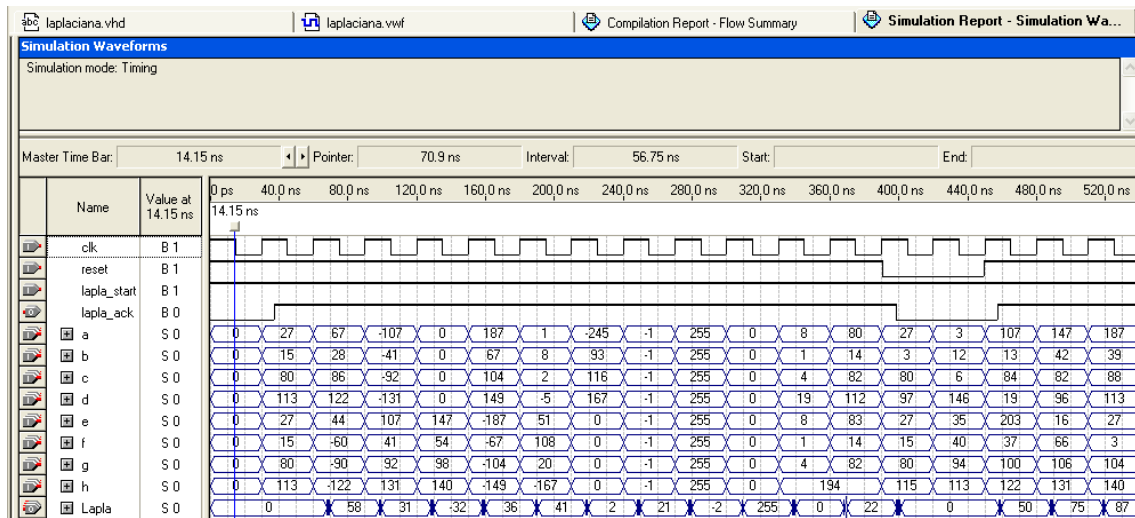 laplaciana.vhd laplaciana.vwf Compilation Report - Flow Summary Simulation Report - Simulation Wa...
Simulation Waveforms
Simulation mode: Timing
Master Time Bar: 14.15 ns Pointer: 70.9 ns Interval: 56.75 ns Start: End:
Name Value at 14.15 ns 0 ps 40.0 ns 80.0 ns 120.0 ns 160.0 ns 200.0 ns 240.0 ns 280.0 ns 320.0 ns 360.0 ns 400.0 ns 440.0 ns 480.0 ns 520.0 ns
14.15 ns
clk B 1
reset B 1
lapla_start B 1
lapla_ack B 0
a S 0 0 27 67 -107 0 187 1 -245 -1 255 0 8 80 27 3 107 147 187
b S 0 0 15 28 -41 0 67 8 93 -1 255 0 1 14 3 12 13 42 39
c S 0 0 80 86 -92 0 104 2 116 -1 255 0 4 82 80 6 84 82 88
d S 0 0 113 122 -131 0 149 -5 167 -1 255 0 19 112 97 146 19 96 113
e S 0 0 27 44 107 147 -187 51 0 -1 255 0 8 83 27 35 203 16 27
f S 0 0 15 -60 41 54 -67 108 0 -1 255 0 1 14 15 40 37 66 3
g S 0 0 80 -90 92 98 -104 20 0 -1 255 0 4 82 80 94 100 106 104
h S 0 0 113 -122 131 140 -149 -167 0 -1 255 0 194 115 113 122 131 140
Lapla S 0 0 58 31 -32 36 41 2 21 -2 255 0 22 0 50 75 87